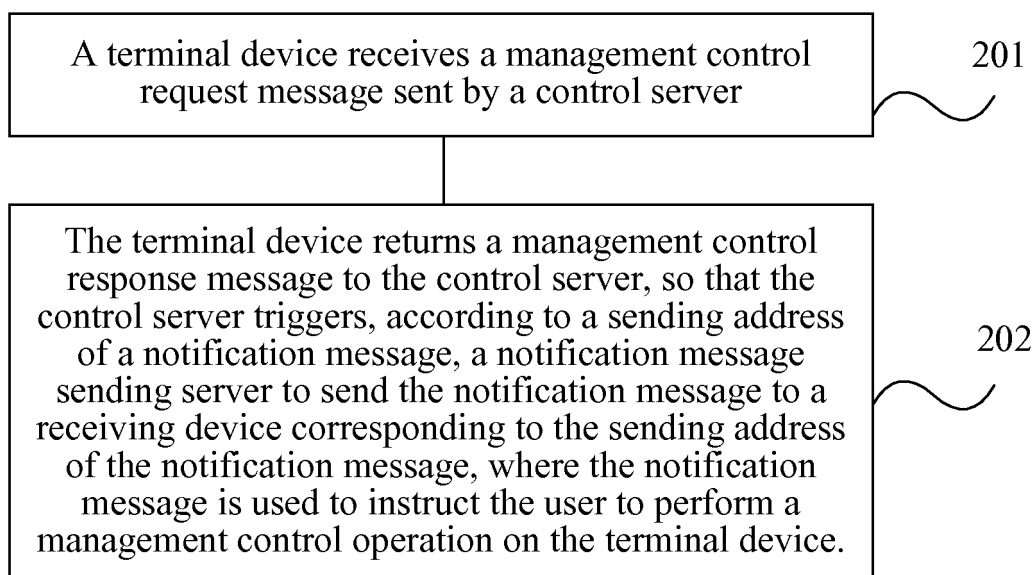 A terminal device receives a management control
request message sent by a control server
201
The terminal device returns a management control
response message to the control server, so that the
control server triggers, according to a sending address
of a notification message, a notification message
sending server to send the notification message to a
receiving device corresponding to the sending address
of the notification message, where the notification
message is used to instruct the user to perform a
management control operation on the terminal device.
202